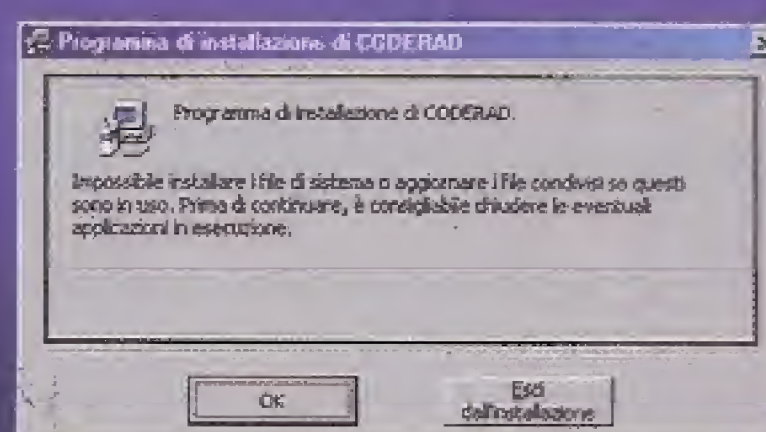 Programma di installazione di CODERAD
Programma di installazione di CODERAD.
Impossibile installare i file di sistema o aggiornare i file condivisi se questi
sono in uso. Prima di continuare, è consigliabile chiudere le eventuali
applicazioni in esecuzione.
OK
Esci
dall'installazione